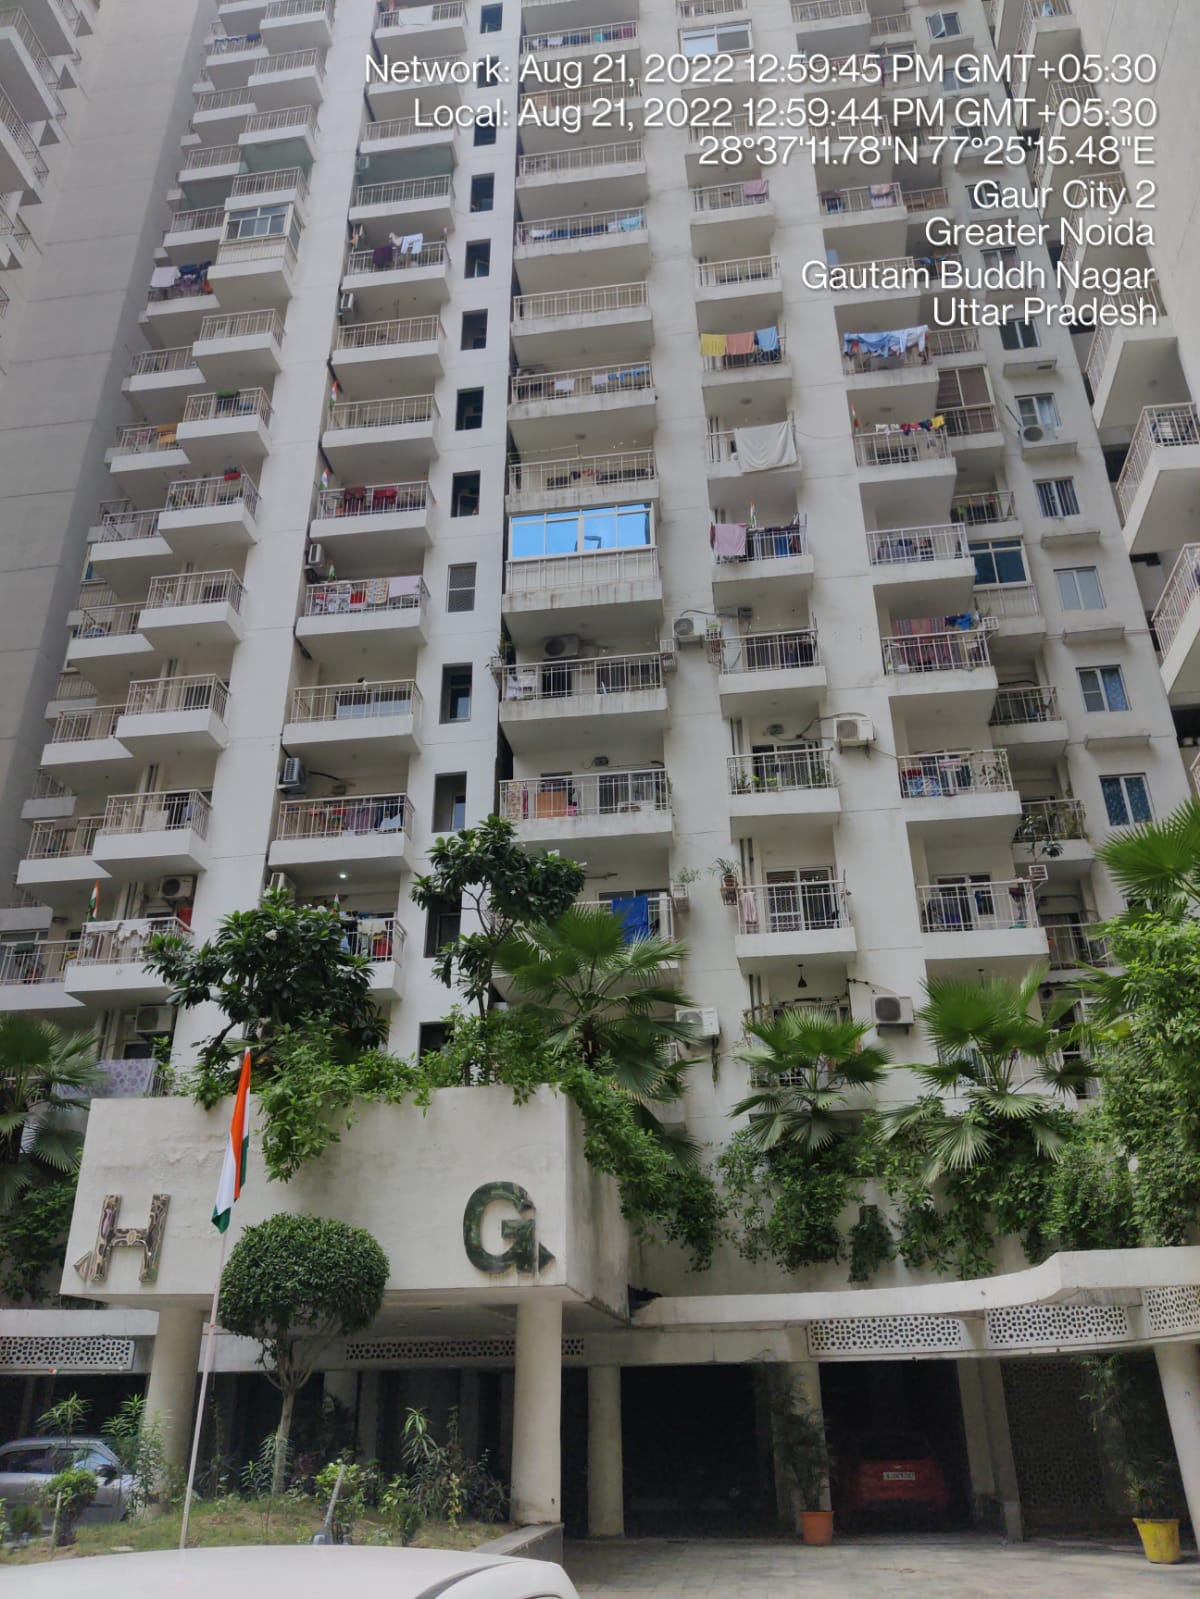 Network: Aug 21, 2022 12:59:45 PM GMT+05:30
Local: Aug 21, 2022 12:59:44 PM GMT+05:30
28°37'11.78"N 77°25'15.48"E
Gaur City 2
Greater Noida
Gautam Buddh Nagar
Uttar Pradesh
H G